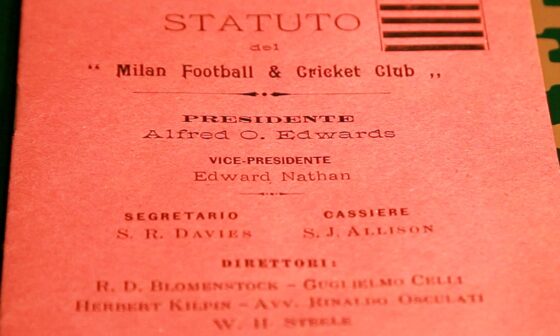 STATUTO
del
“ Milan Football & Cricket Club „
PRESIDENTE
Alfred O. Edwards
VICE-PRESIDENTE
Edward Nathan
SEGRETARIO CASSIERE
S. R. DAVIES S. J. ALLISON
DIRETTORI:
R. D. BLOMENSTOCK - GUGLIELMO CELLI
HERBERT KILPIN - AVV. RINALDO OSCULATI
W. H. STEELE